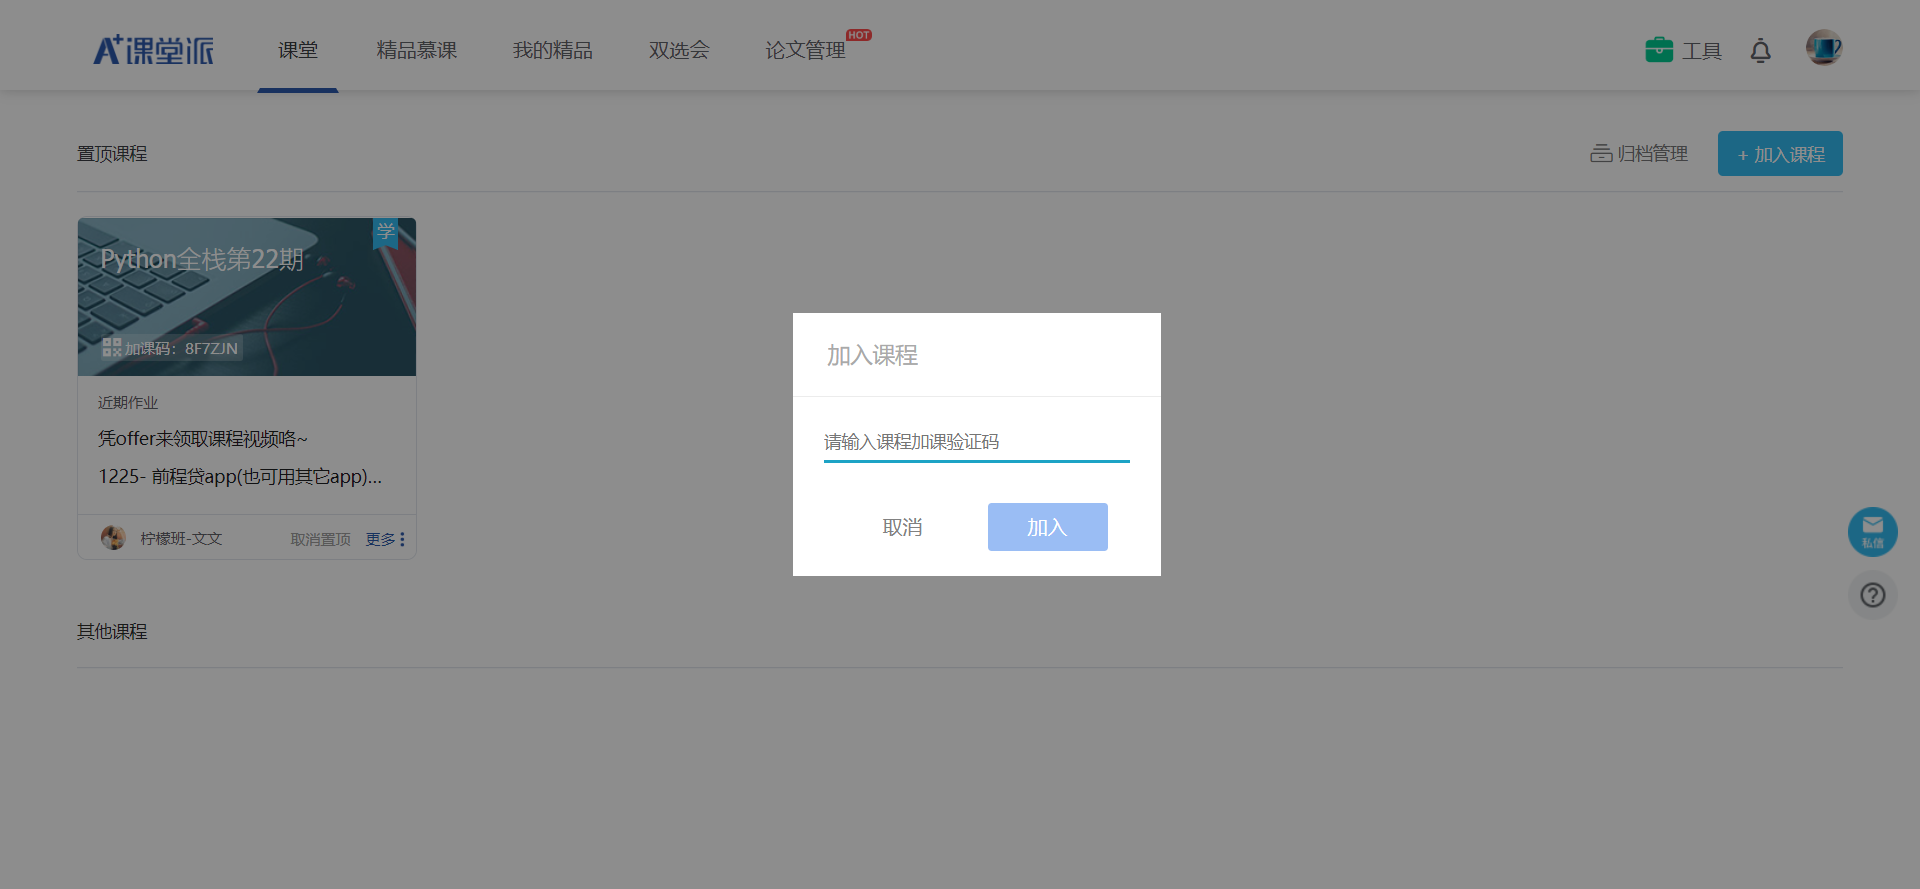 A+课堂派 课堂 精品慕课 我的精品 双选会 论文管理 HOT 工具
置顶课程 归档管理 + 加入课程
学
Python全栈第22期
加课码：8F7ZJN
近期作业
凭offer来领取课程视频咯~
1225- 前程贷app(也可用其它app)...
柠檬班-文文 取消置顶 更多
加入课程
请输入课程加课验证码
取消 加入
私信
其他课程